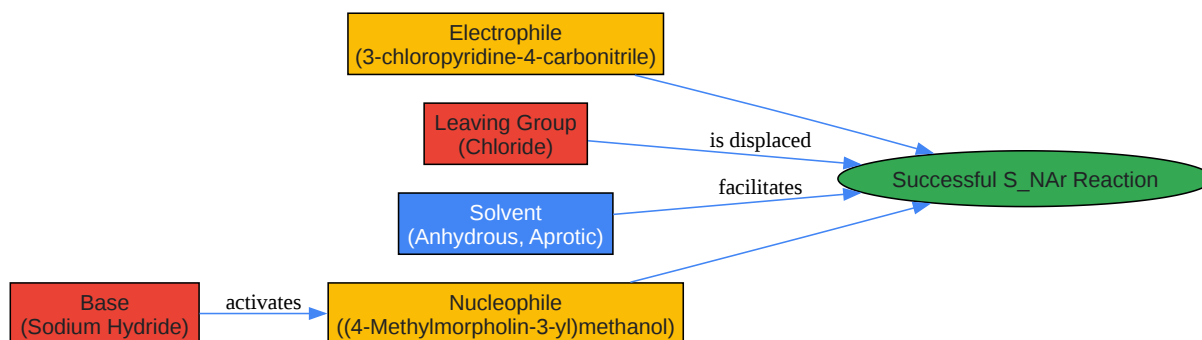 Electrophile
(3-chloropyridine-4-carbonitrile)
Leaving Group
(Chloride)
is displaced
Successful S_NAr Reaction
facilitates
Solvent
(Anhydrous, Aprotic)
Base
(Sodium Hydride)
activates
Nucleophile
((4-Methylmorpholin-3-yl)methanol)